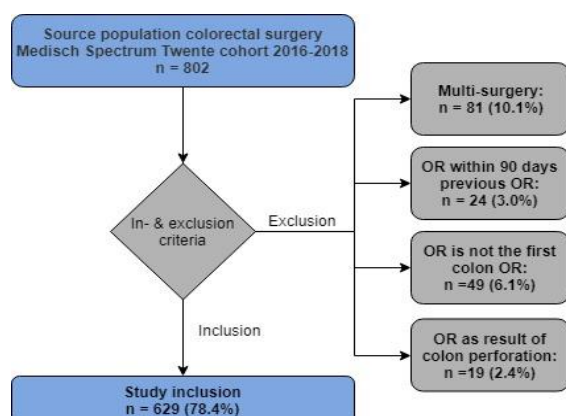 Source population colorectal surgery
Medisch Spectrum Twente cohort 2016-2018
n = 802
Multi-surgery:
n = 81 (10.1%)
OR within 90 days
previous OR:
n = 24 (3.0%)
In- & exclusion
criteria
Exclusion
OR is not the first
colon OR:
n =49 (6.1%)
Inclusion
OR as result of
colon perforation:
n =19 (2.4%)
Study inclusion
n = 629 (78.4%)